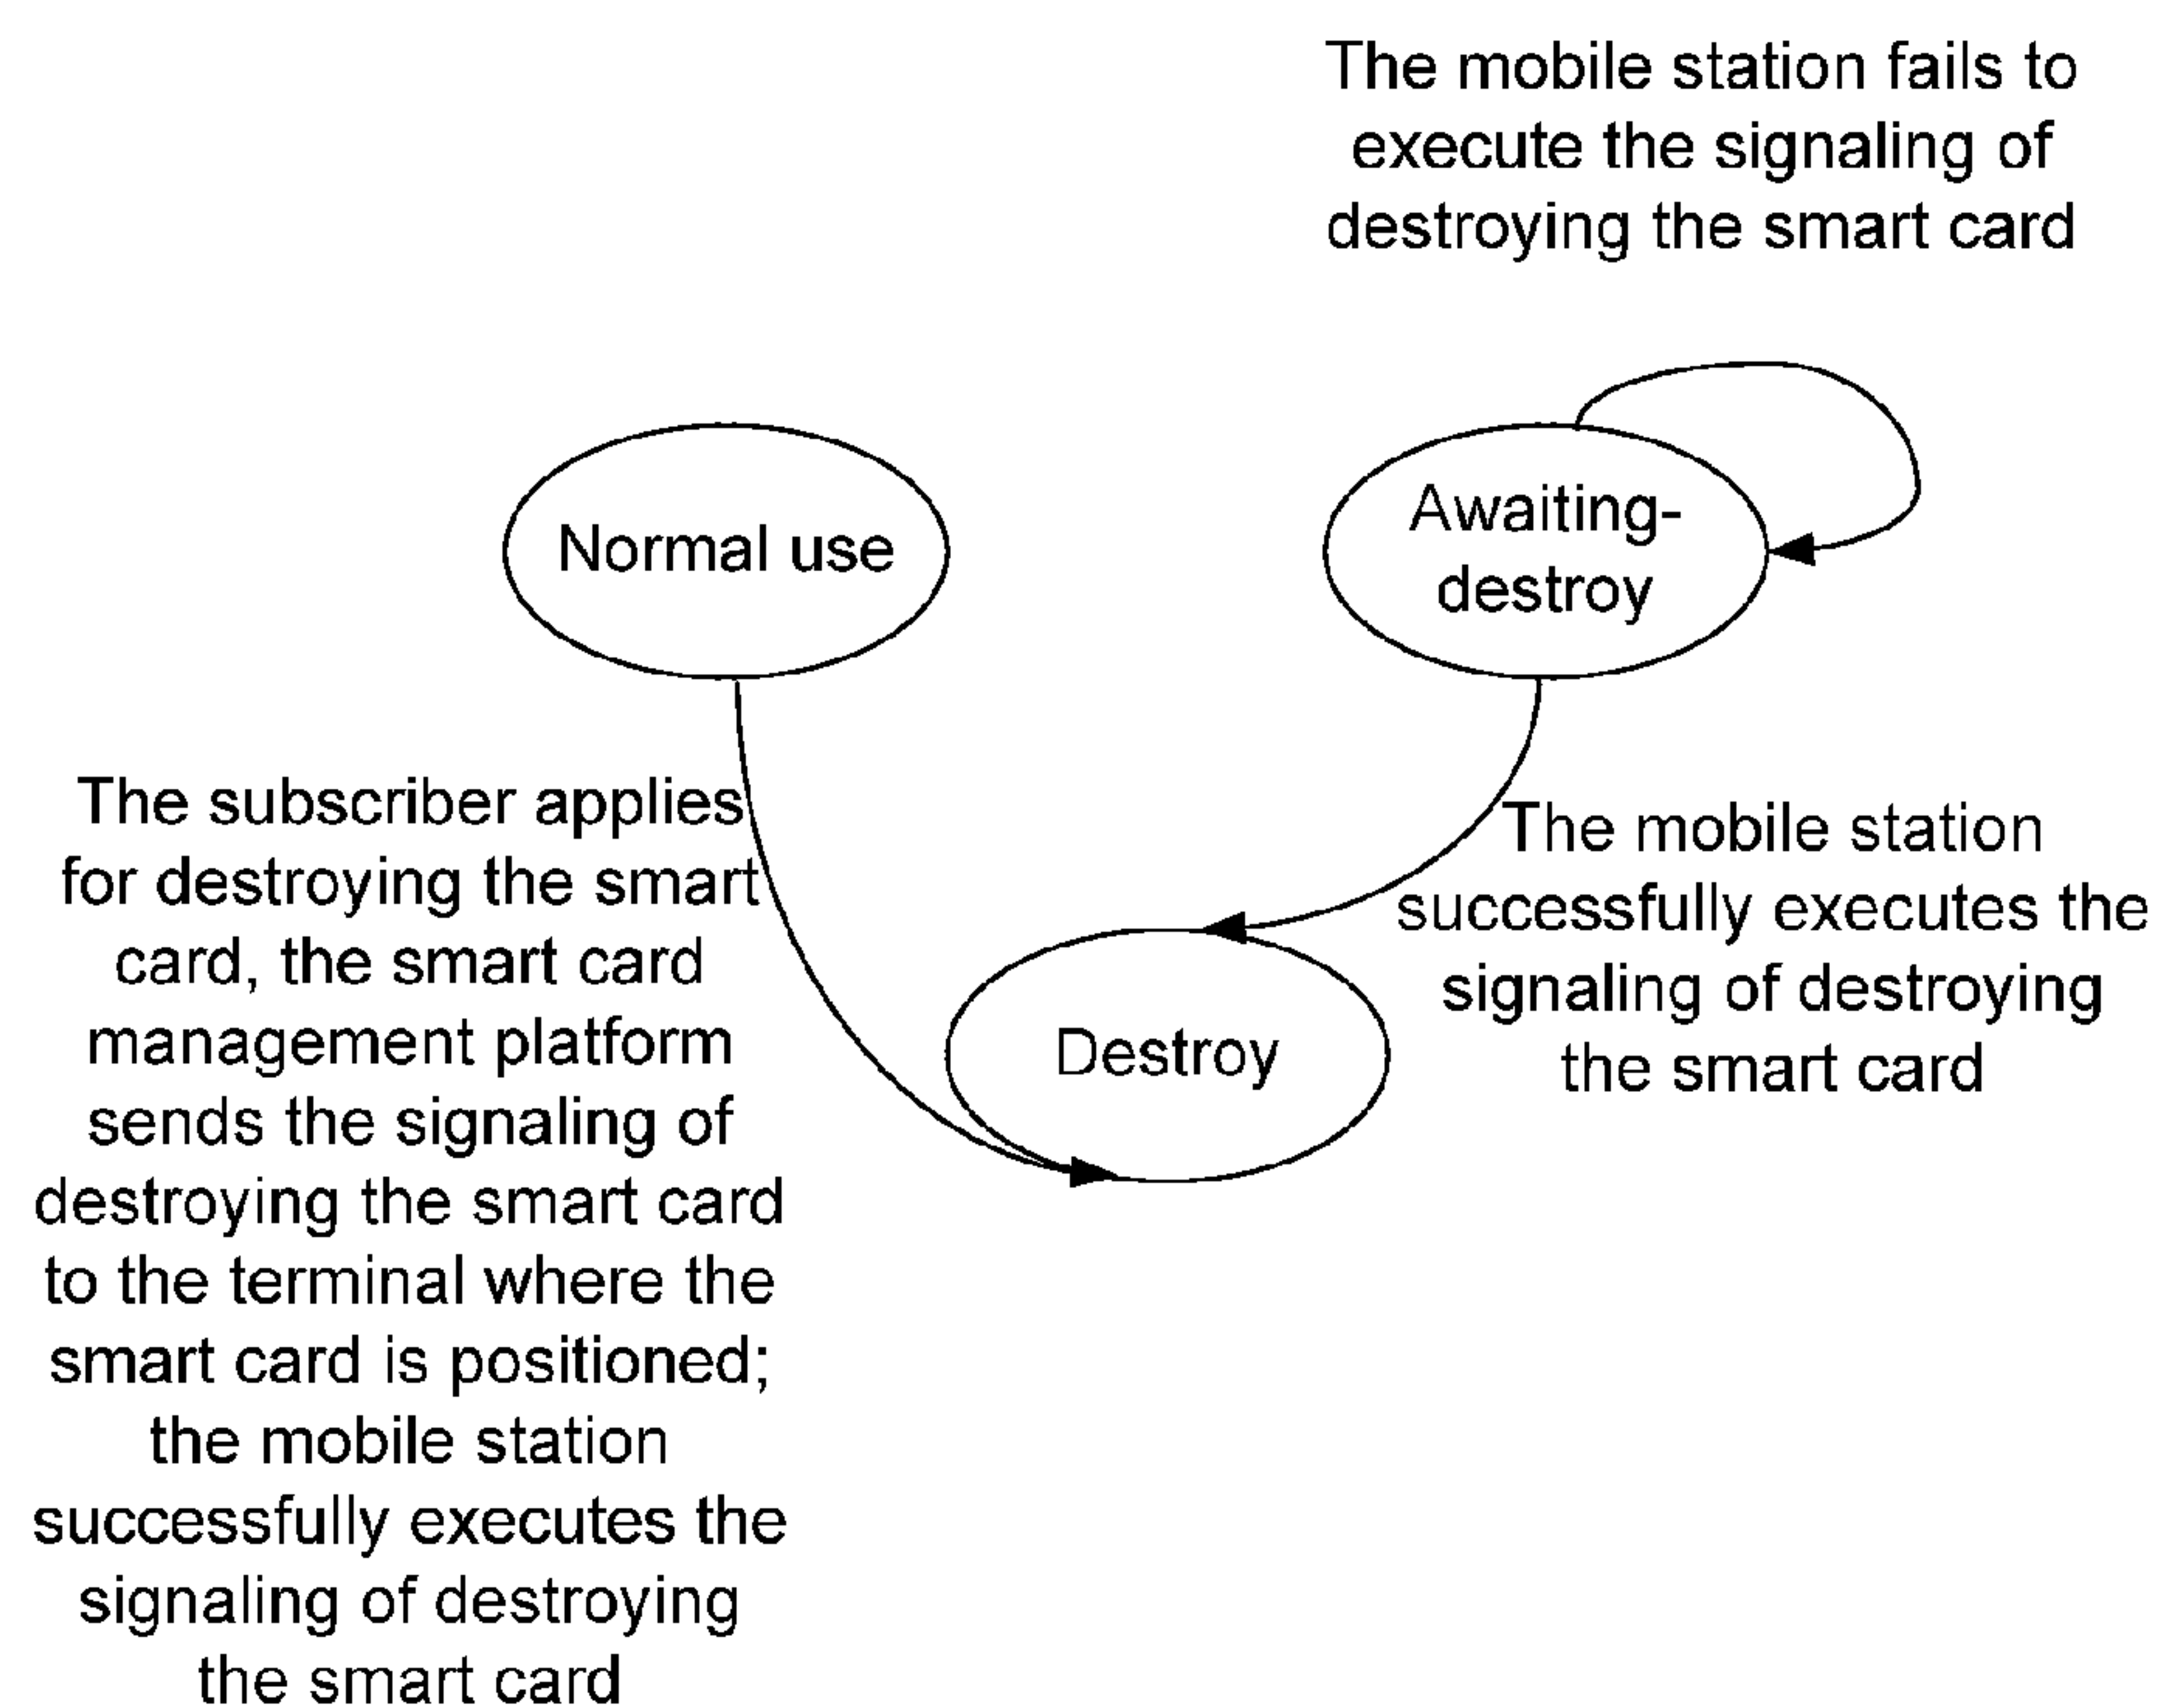 The mobile station fails to
execute the signaling of
destroying the smart card
Normal use
Awaiting-
destroy
The subscriber applies
for destroying the smart
card, the smart card
management platform
sends the signaling of
destroying the smart card
to the terminal where the
smart card is positioned;
the mobile station
successfully executes the
signaling of destroying
the smart card
The mobile station
successfully executes the
signaling of destroying
the smart card
Destroy